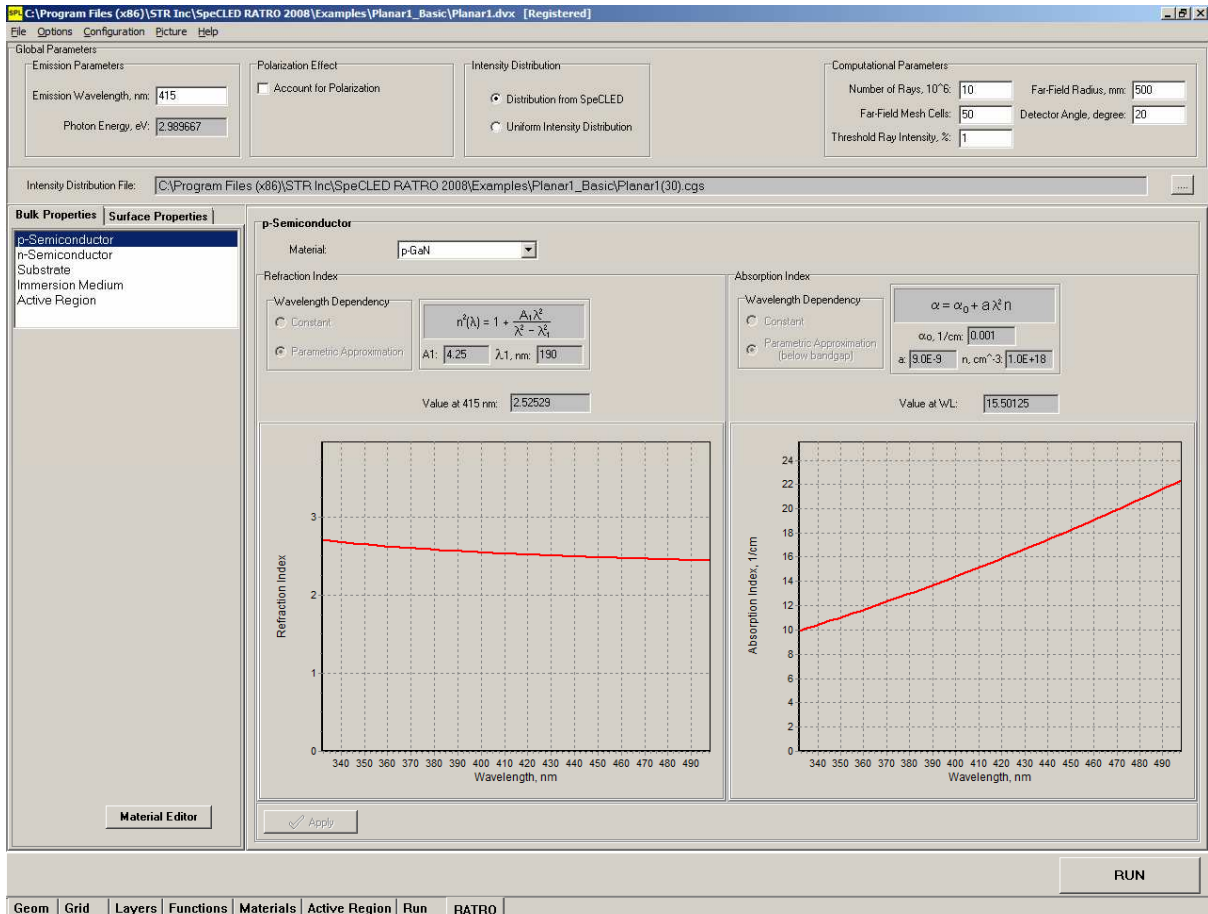 SPL C:\Program Files (x86)\STR Inc\SpeCLED RATRO 2008\Examples\Planar1_Basic\Planar1.dvx [Registered]
File Options Configuration Picture Help
Global Parameters
Emission Parameters
Emission Wavelength, nm: 415
Photon Energy, eV: 2.989667
Polarization Effect
Account for Polarization
Intensity Distribution
Distribution from SpeCLED
Uniform Intensity Distribution
Computational Parameters
Number of Rays, 10^6: 10
Far-Field Radius, mm: 500
Far-Field Mesh Cells: 50
Detector Angle, degree: 20
Threshold Ray Intensity, %: 1
Intensity Distribution File: C:\Program Files (x86)\STR Inc\SpeCLED RATRO 2008\Examples\Planar1_Basic\Planar1(30).cgs
....
Bulk Properties Surface Properties
p-Semiconductor
n-Semiconductor
Substrate
Immersion Medium
Active Region
Material Editor
p-Semiconductor
Material: p-GaN
Refraction Index
Wavelength Dependency
Constant
Parametric Approximation
n²(λ) = 1 + A₁λ² / λ² − λ₁²
A1: 4.25 λ1, nm: 190
Value at 415 nm: 2.52529
3
2
1
0
Refraction Index
340 350 360 370 380 390 400 410 420 430 440 450 460 470 480 490
Wavelength, nm
Absorption Index
Wavelength Dependency
Constant
Parametric Approximation
(below bandgap)
α = α₀ + a λ² n
αo, 1/cm: 0.001
a: 9.0E-9 n, cm^-3: 1.0E+18
Value at WL: 15.50125
24
22
20
18
16
14
12
10
8
6
4
2
0
Absorption Index, 1/cm
340 350 360 370 380 390 400 410 420 430 440 450 460 470 480 490
Wavelength, nm
Apply
RUN
Geom Grid Layers Functions Materials Active Region Run RATRO